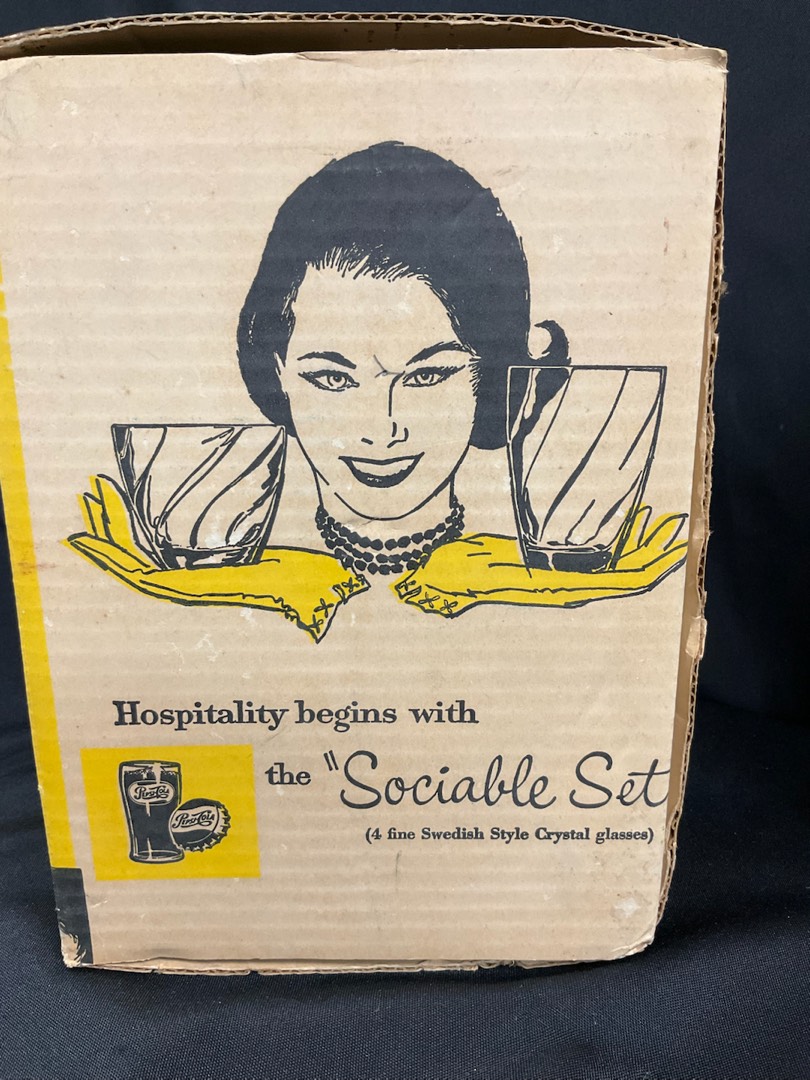 Hospitality begins with
the "Sociable Set
(4 fine Swedish Style Crystal glasses)
Pepsi-Cola
Pepsi-Cola